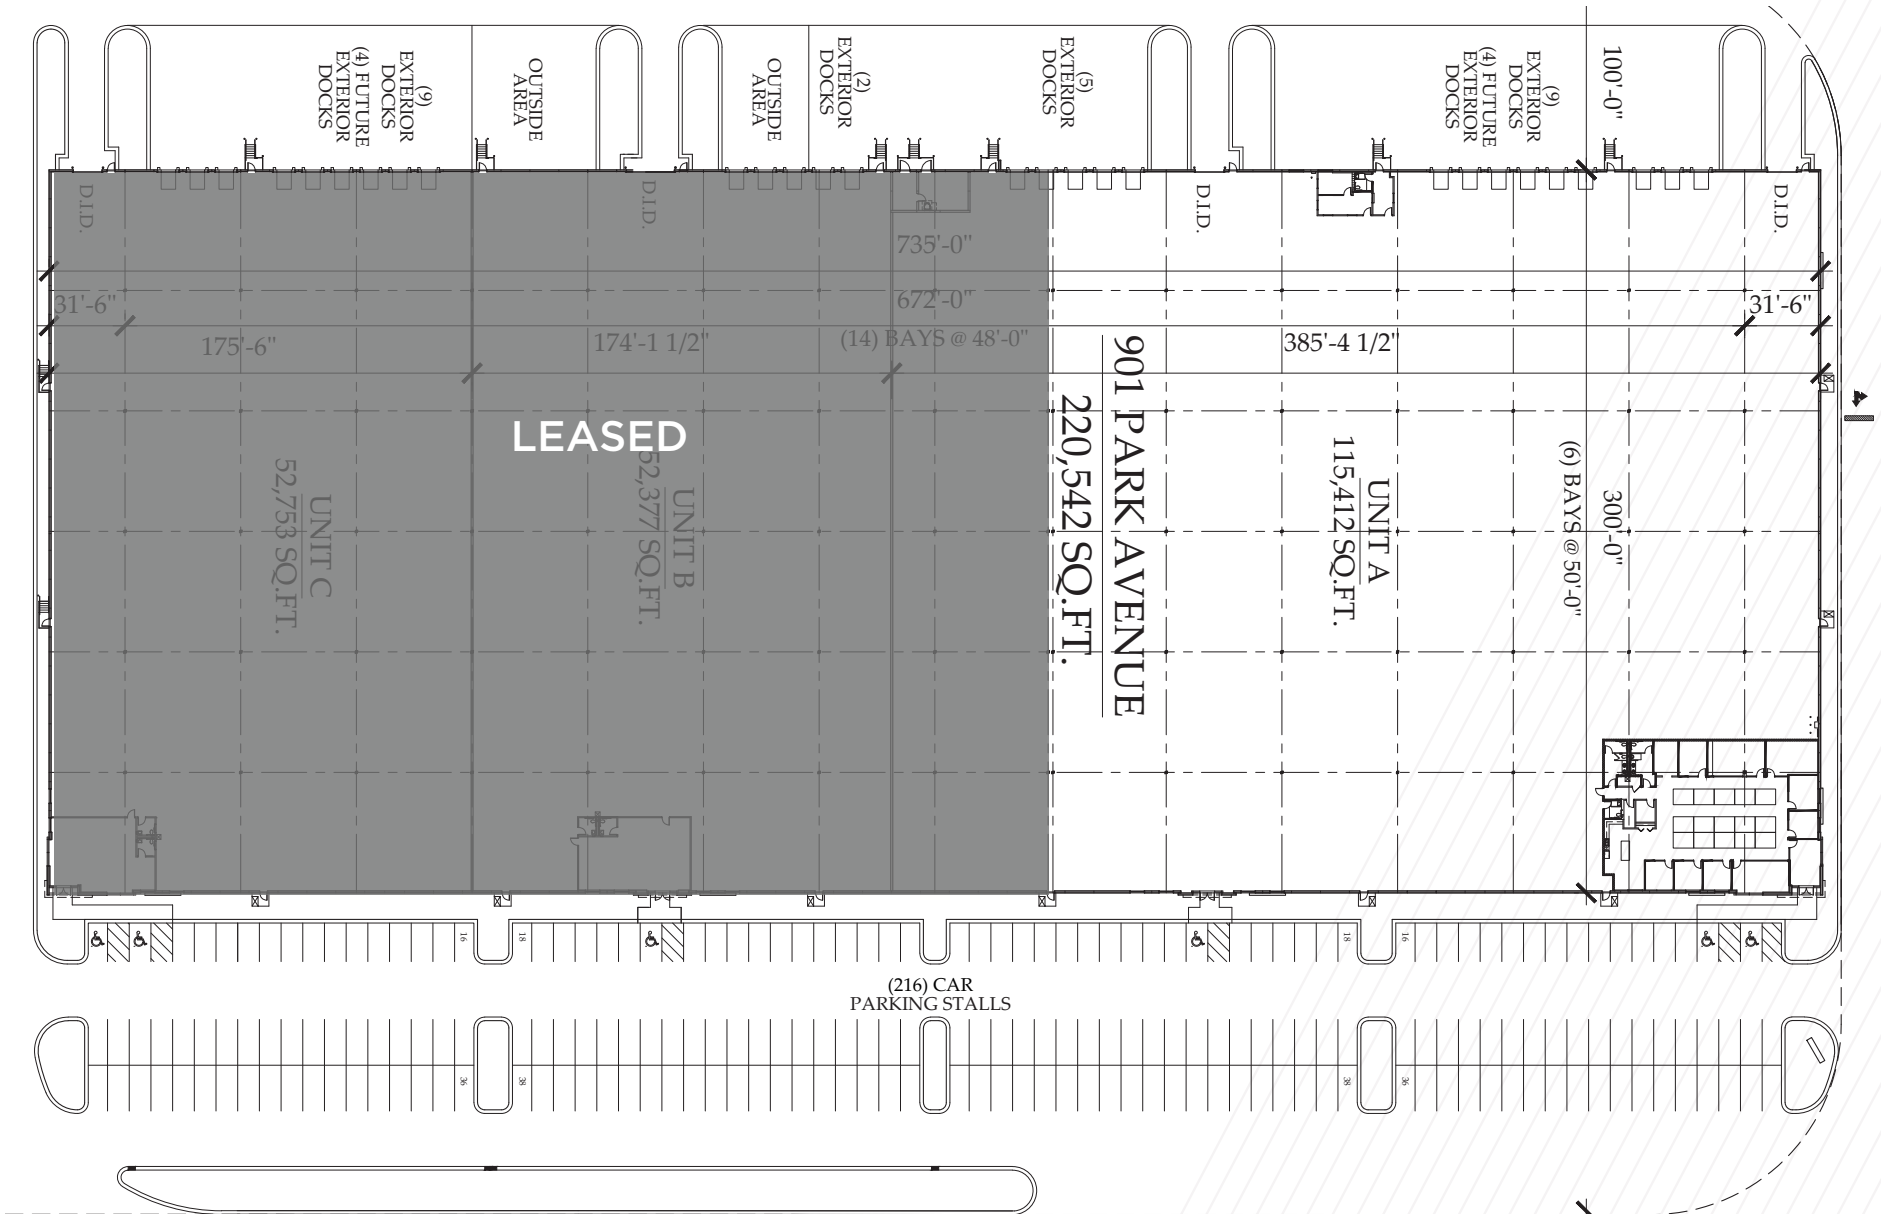 (9)
EXTERIOR
DOCKS
(4) FUTURE
EXTERIOR
DOCKS
OUTSIDE
AREA
OUTSIDE
AREA
(2)
EXTERIOR
DOCKS
(5)
EXTERIOR
DOCKS
(9)
EXTERIOR
DOCKS
(4) FUTURE
EXTERIOR
DOCKS
100'-0"
D.I.D.
D.I.D.
D.I.D.
D.I.D.
735'-0"
31'-6"
672'-0"
31'-6"
175'-6"
174'-1 1/2"
(14) BAYS @ 48'-0"
385'-4 1/2"
LEASED
UNIT C
52,753 SQ.FT.
UNIT B
52,377 SQ.FT.
901 PARK AVENUE
220,542 SQ.FT.
UNIT A
115,412 SQ.FT.
300'-0"
(6) BAYS @ 50'-0"
4
16
18
18
16
(216) CAR
PARKING STALLS
36
38
38
36